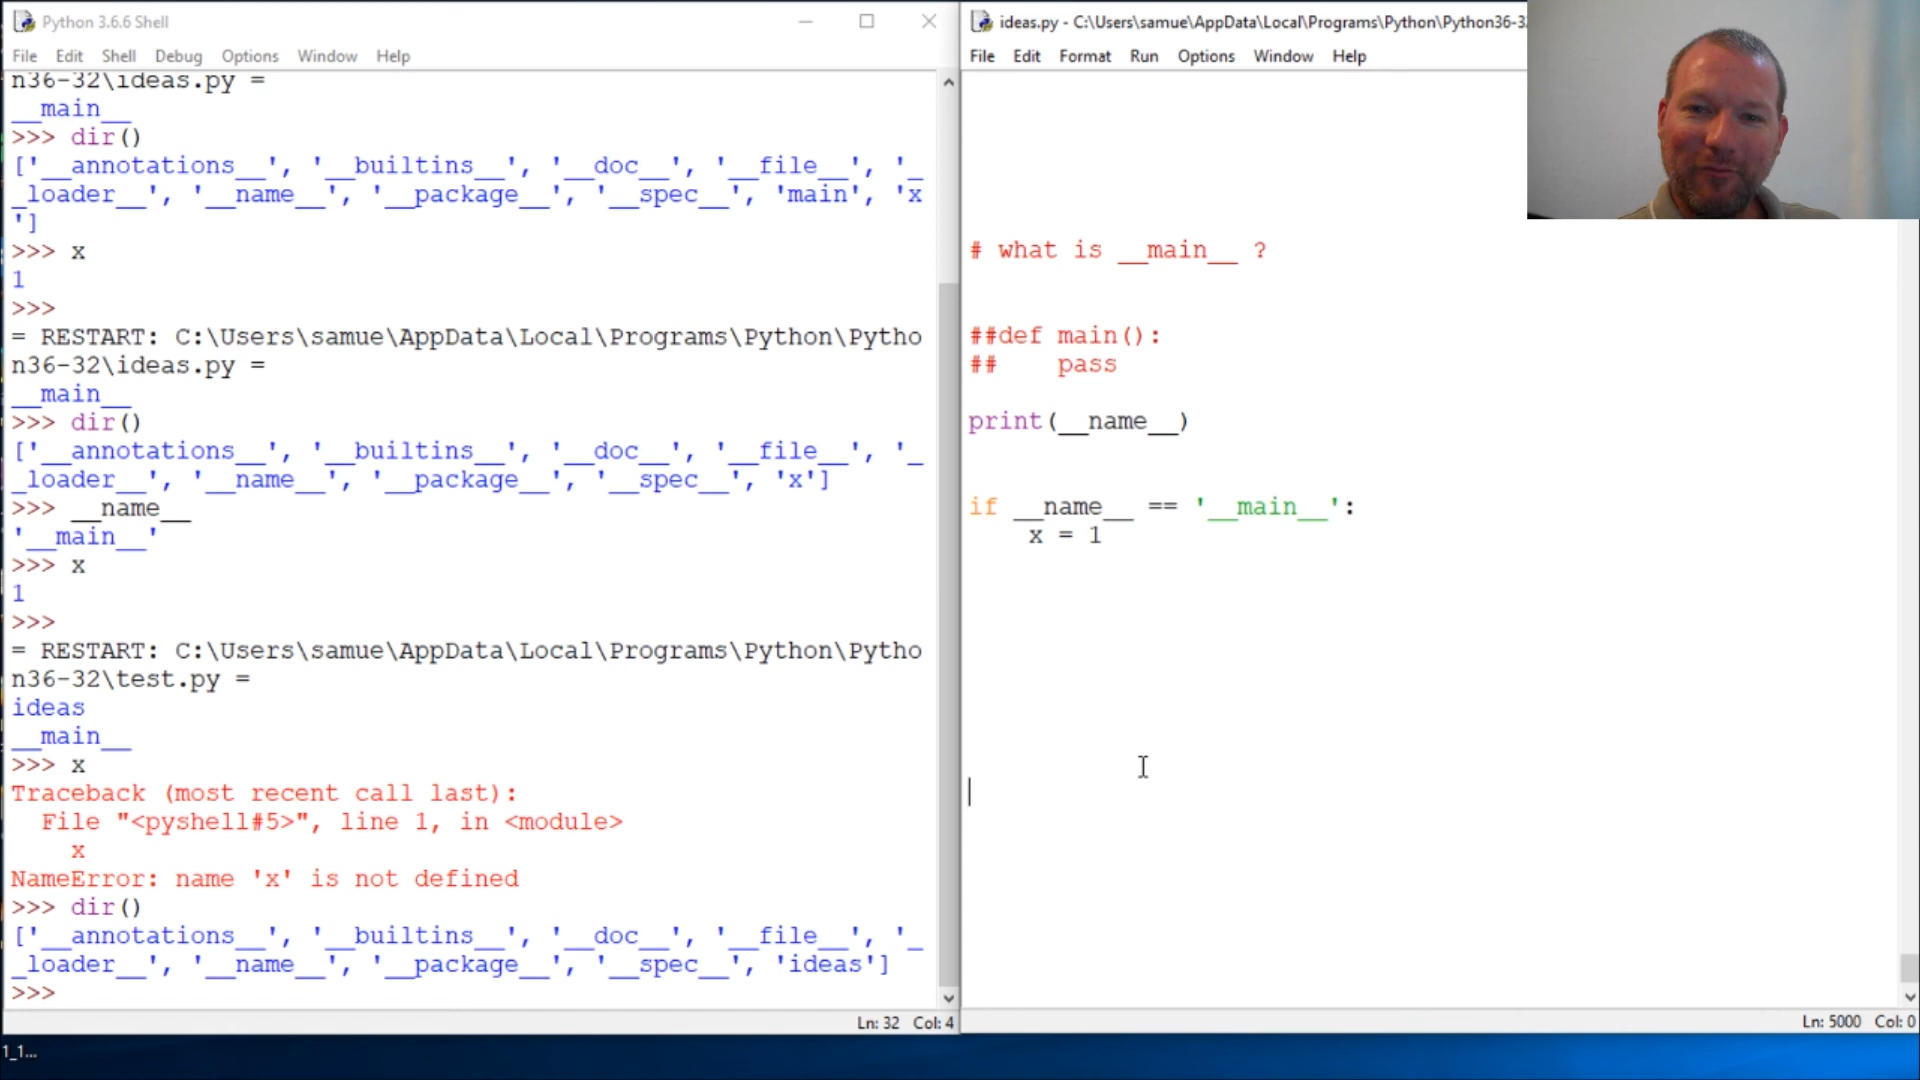 Python 3.6.6 Shell
File Edit Shell Debug Options Window Help
n36-32\ideas.py =
__main__
>>> dir()
['__annotations__', '__builtins__', '__doc__', '__file__', '_
_loader__', '__name__', '__package__', '__spec__', 'main', 'x
']
>>> x
1
>>>
= RESTART: C:\Users\samue\AppData\Local\Programs\Python\Pytho
n36-32\ideas.py =
__main__
>>> dir()
['__annotations__', '__builtins__', '__doc__', '__file__', '_
_loader__', '__name__', '__package__', '__spec__', 'x']
>>> __name__
'__main__'
>>> x
1
>>>
= RESTART: C:\Users\samue\AppData\Local\Programs\Python\Pytho
n36-32\test.py =
ideas
__main__
>>> x
Traceback (most recent call last):
  File "<pyshell#5>", line 1, in <module>
    x
NameError: name 'x' is not defined
>>> dir()
['__annotations__', '__builtins__', '__doc__', '__file__', '_
_loader__', '__name__', '__package__', '__spec__', 'ideas']
>>>
Ln: 32 Col: 4
ideas.py - C:\Users\samue\AppData\Local\Programs\Python\Python36-3
File Edit Format Run Options Window Help
# what is __main__ ?
##def main():
##    pass
print(__name__)
if __name__ == '__main__':
    x = 1
Ln: 5000 Col: 0
1_1...